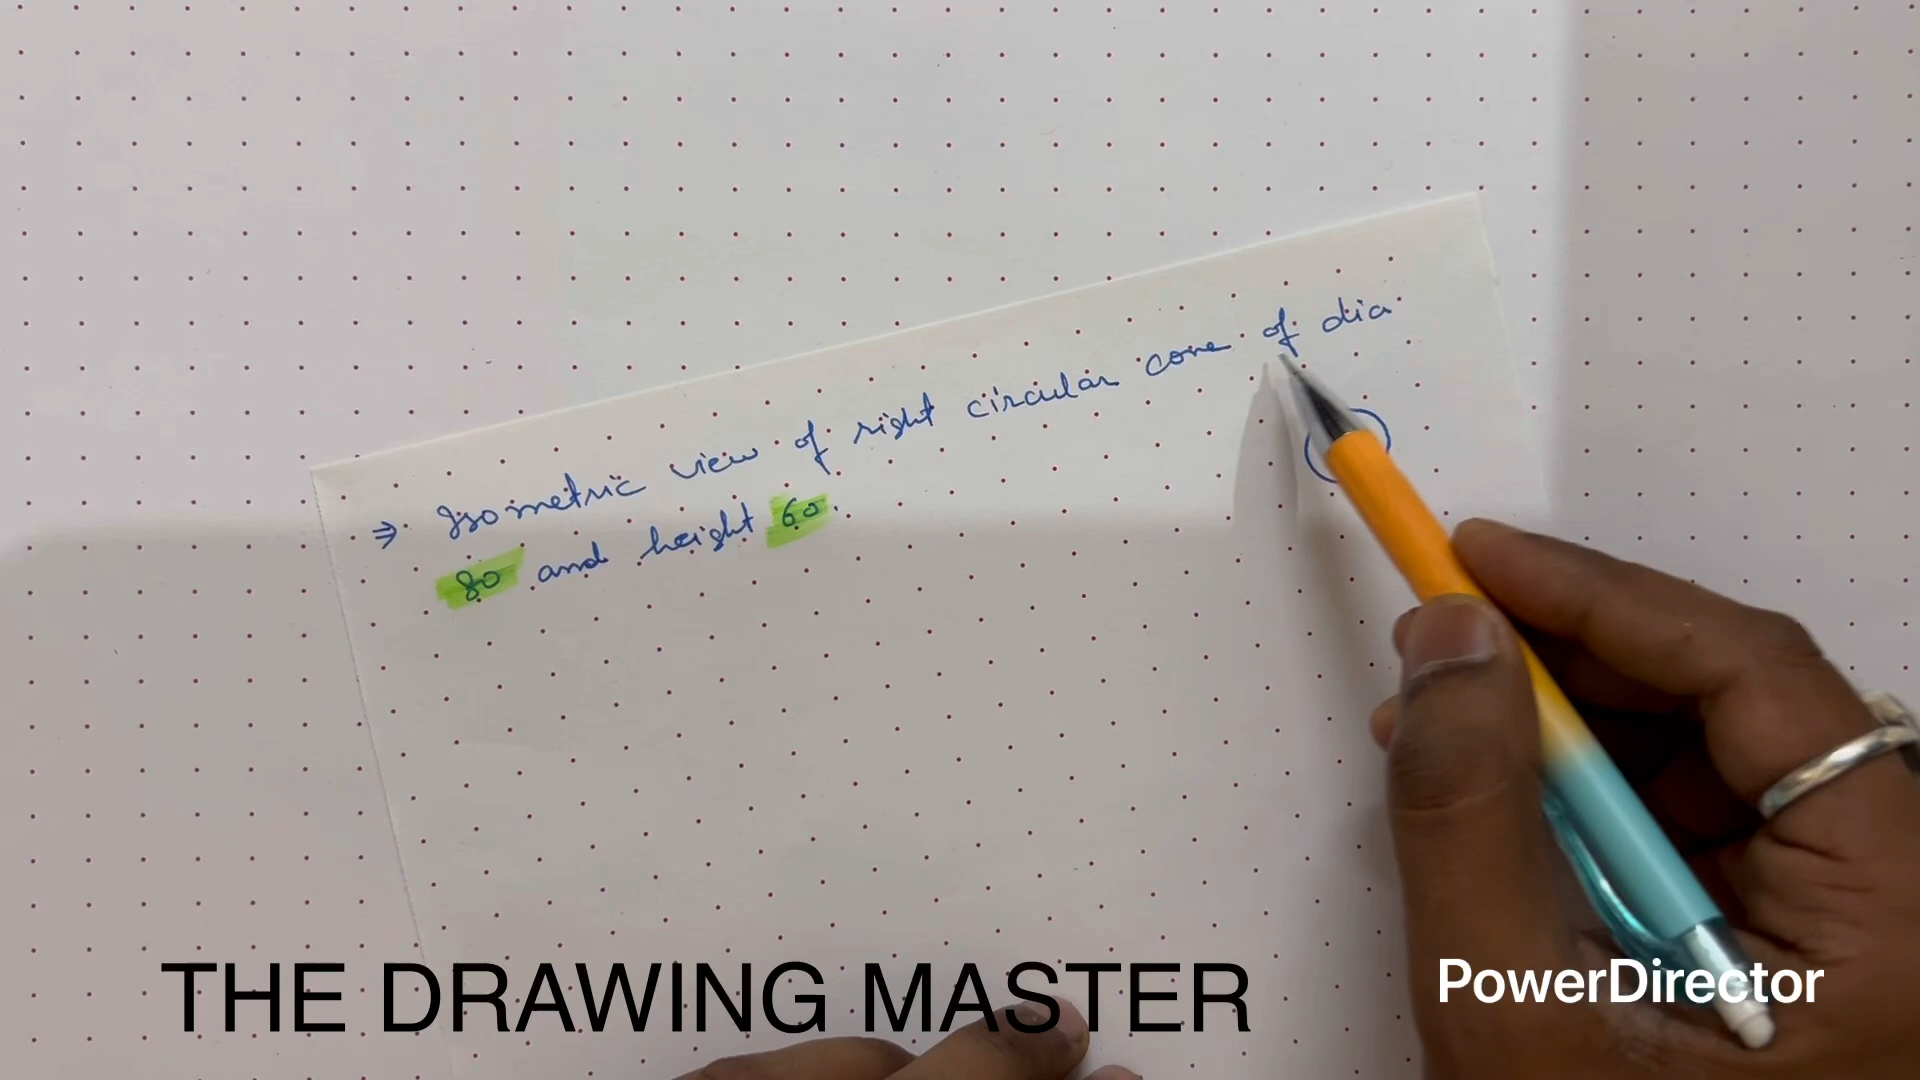 ⇒ Isometric view of right circular cone of dia
80 and height 60.
THE DRAWING MASTER
PowerDirector